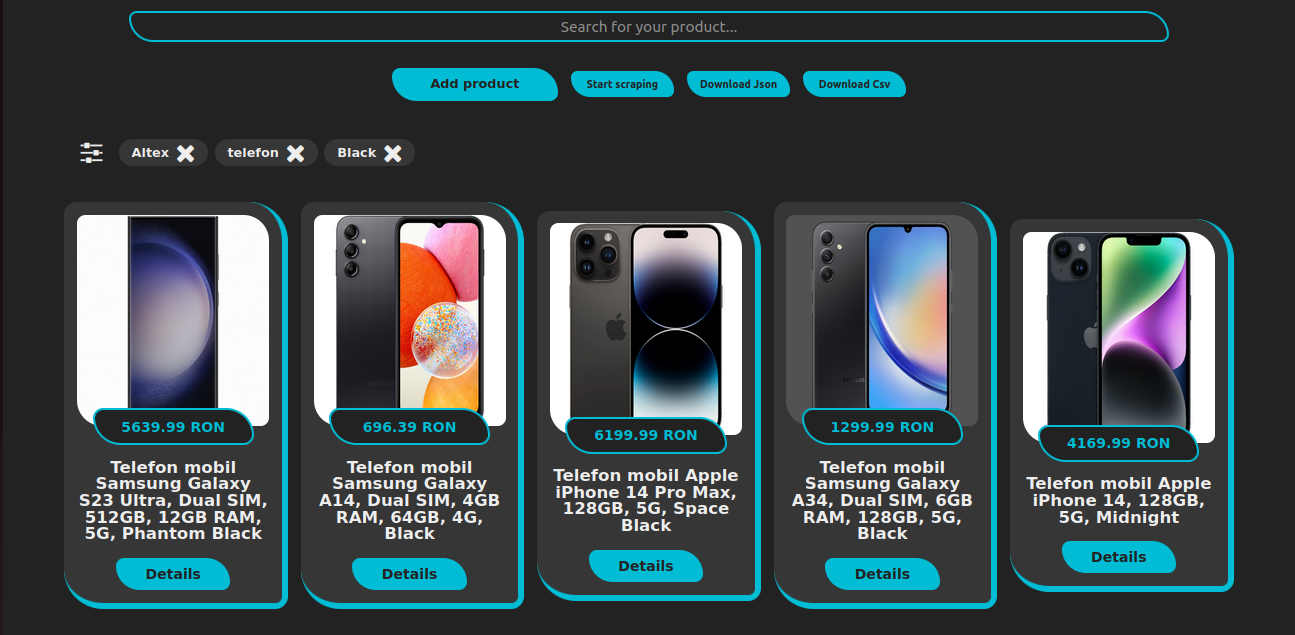 Search for your product...
Add product
Start scraping
Download Json
Download Csv
Altex
telefon
Black
5639.99 RON
Telefon mobil
Samsung Galaxy
S23 Ultra, Dual SIM,
512GB, 12GB RAM,
5G, Phantom Black
Details
696.39 RON
Telefon mobil
Samsung Galaxy
A14, Dual SIM, 4GB
RAM, 64GB, 4G,
Black
Details
6199.99 RON
Telefon mobil Apple
iPhone 14 Pro Max,
128GB, 5G, Space
Black
Details
1299.99 RON
Telefon mobil
Samsung Galaxy
A34, Dual SIM, 6GB
RAM, 128GB, 5G,
Black
Details
4169.99 RON
Telefon mobil Apple
iPhone 14, 128GB,
5G, Midnight
Details